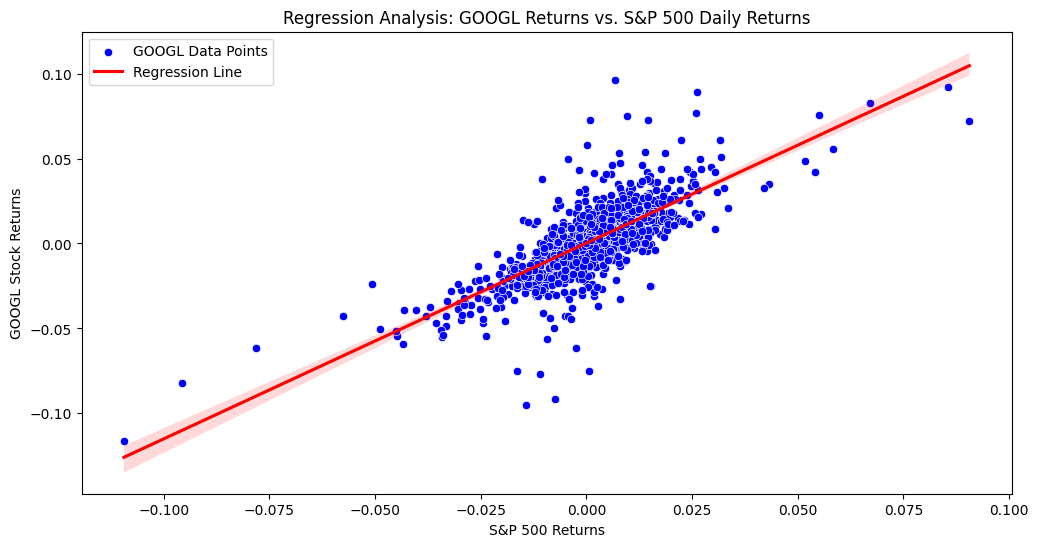 Regression Analysis: GOOGL Returns vs. S&P 500 Daily Returns
GOOGL Data Points
Regression Line
GOOGL Stock Returns
0.10
0.05
0.00
−0.05
−0.10
−0.100 −0.075 −0.050 −0.025 0.000 0.025 0.050 0.075 0.100
S&P 500 Returns